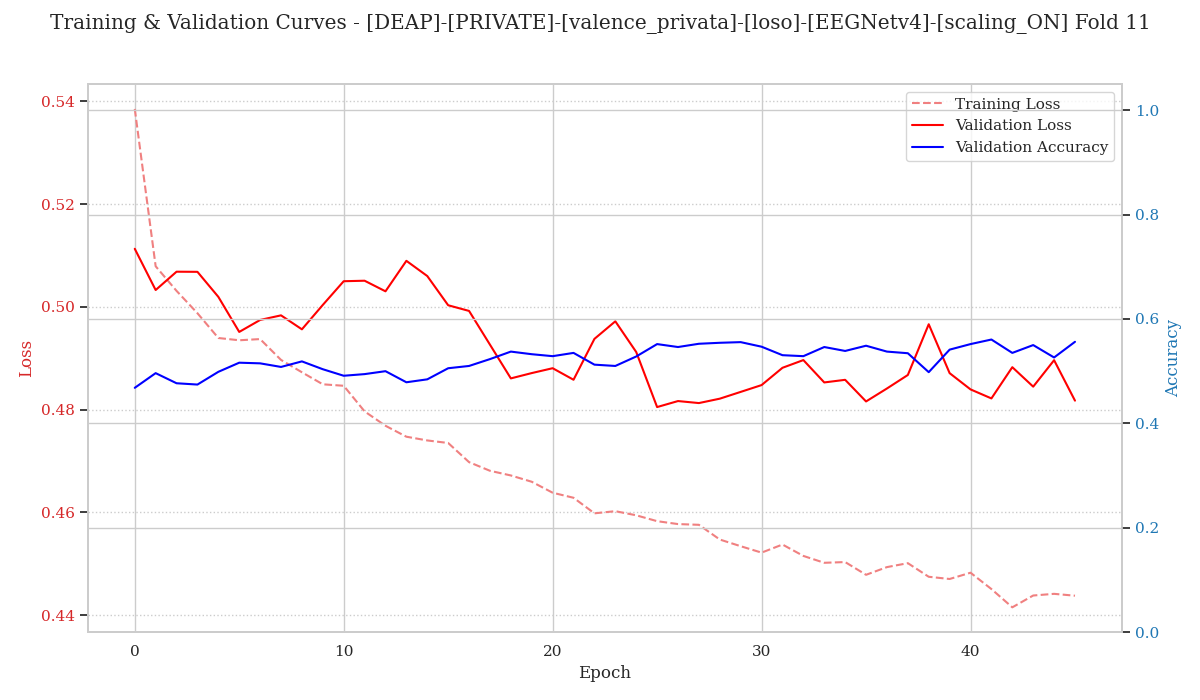 Training & Validation Curves - [DEAP]-[PRIVATE]-[valence_privata]-[loso]-[EEGNetv4]-[scaling_ON] Fold 11
Training Loss
Validation Loss
Validation Accuracy
0.54
0.52
0.50
0.48
0.46
0.44
Loss
1.0
0.8
0.6
0.4
0.2
0.0
Accuracy
0
10
20
30
40
Epoch